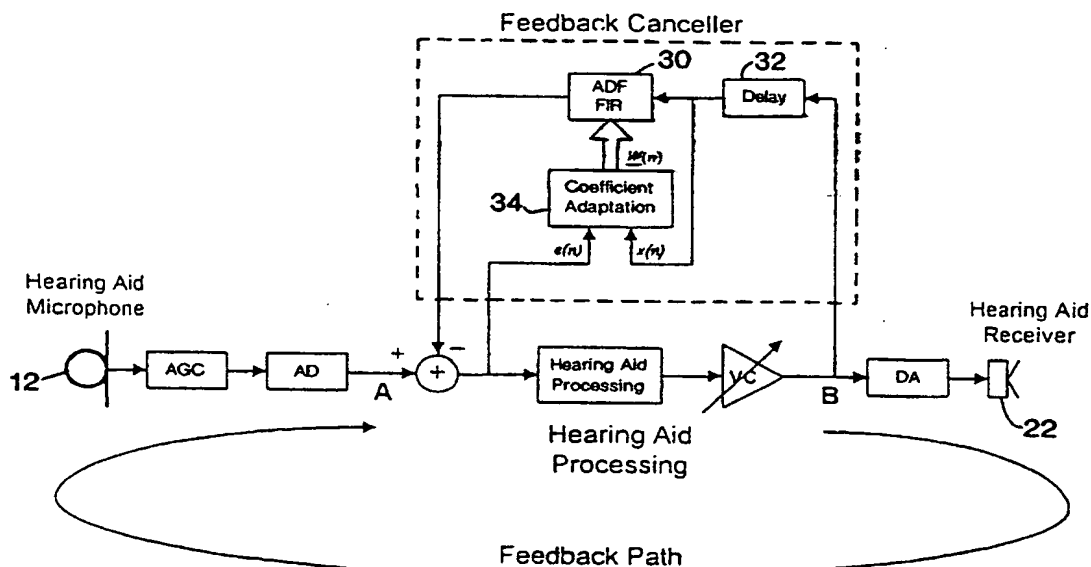 Feedback Canceller
30
32
ADF
FIR
Delay
w(n)
34
Coefficient
Adaptation
e(n)
x(n)
Hearing Aid
Microphone
Hearing Aid
Receiver
12
AGC
AD
+
−
A
+
Hearing Aid
Processing
VC
B
DA
22
Hearing Aid
Processing
Feedback Path